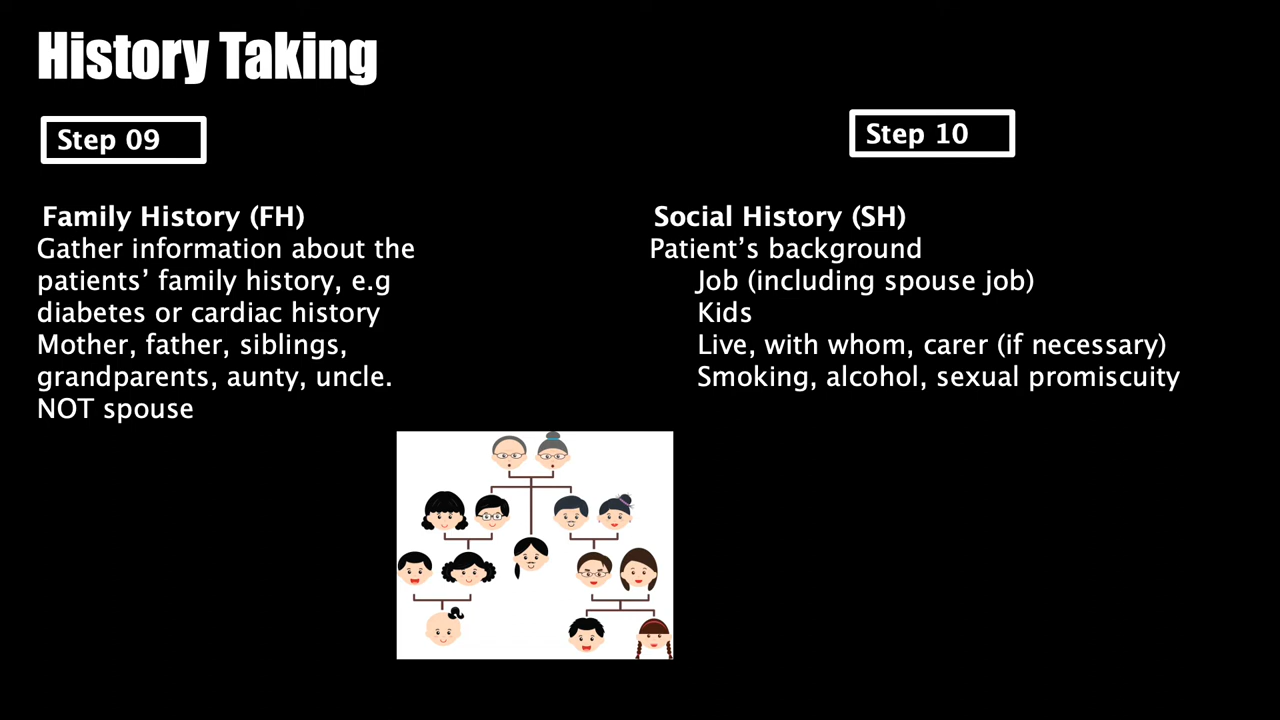 History Taking
Step 09
Family History (FH)
Gather information about the
patients’ family history, e.g
diabetes or cardiac history
Mother, father, siblings,
grandparents, aunty, uncle.
NOT spouse
Step 10
Social History (SH)
Patient’s background
Job (including spouse job)
Kids
Live, with whom, carer (if necessary)
Smoking, alcohol, sexual promiscuity